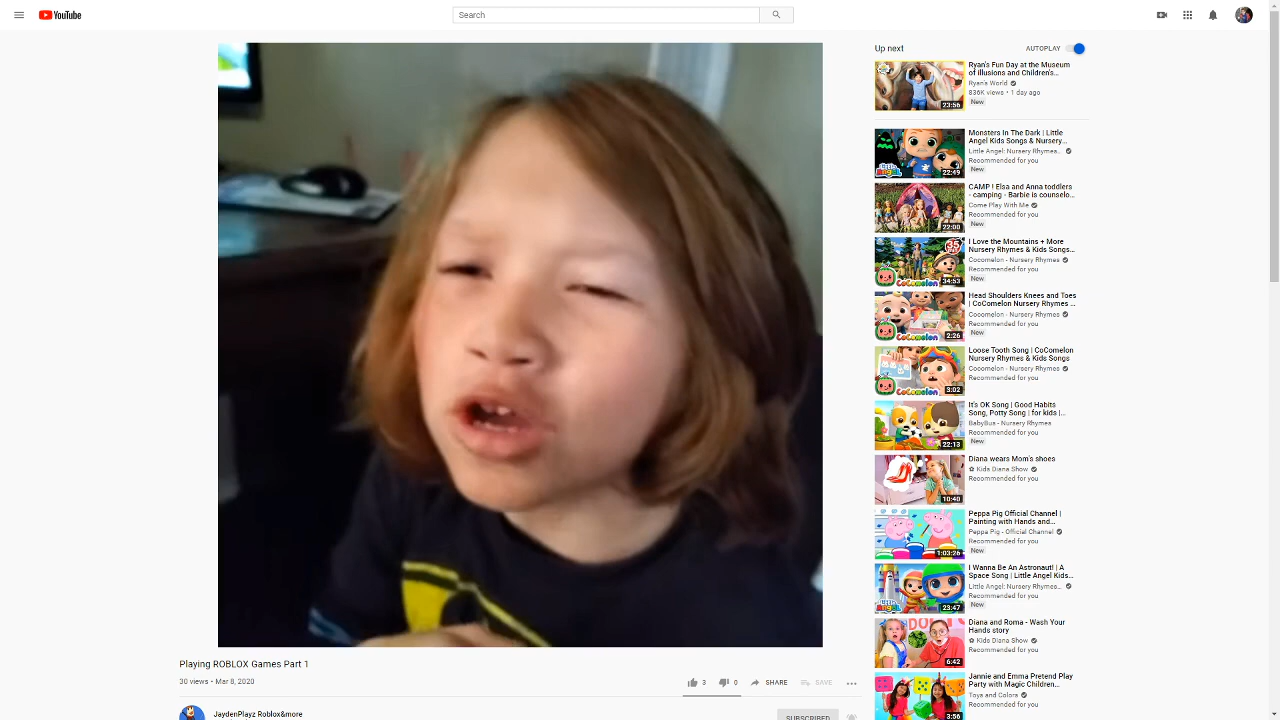 YouTube
Search
Playing ROBLOX Games Part 1
30 views • Mar 8, 2020
3
0
SHARE
SAVE
SUBSCRIBED
Up next
AUTOPLAY
23:56
Ryan's Fun Day at the Museum
of illusions and Children's...
Ryan's World
836K views • 1 day ago
New
22:49
Monsters In The Dark | Little
Angel Kids Songs & Nursery...
Little Angel: Nursery Rhymes...
Recommended for you
New
22:00
CAMP ! Elsa and Anna toddlers
- camping - Barbie is counselo...
Come Play With Me
Recommended for you
New
35
CoCoMelon
34:53
I Love the Mountains + More
Nursery Rhymes & Kids Songs...
Cocomelon - Nursery Rhymes
Recommended for you
New
CoCoMelon
2:26
Head Shoulders Knees and Toes
| CoComelon Nursery Rhymes ...
Cocomelon - Nursery Rhymes
Recommended for you
New
CoCoMelon
3:02
Loose Tooth Song | CoComelon
Nursery Rhymes & Kids Songs
Cocomelon - Nursery Rhymes
Recommended for you
22:13
It's OK Song | Good Habits
Song, Potty Song | for kids |...
BabyBus - Nursery Rhymes
Recommended for you
New
10:40
Diana wears Mom's shoes
✿ Kids Diana Show
Recommended for you
1:03:26
Peppa Pig Official Channel |
Painting with Hands and...
Peppa Pig - Official Channel
Recommended for you
New
23:47
I Wanna Be An Astronaut! | A
Space Song | Little Angel Kids...
Little Angel: Nursery Rhymes...
Recommended for you
New
6:42
Diana and Roma - Wash Your
Hands story
✿ Kids Diana Show
Recommended for you
3:56
Jannie and Emma Pretend Play
Party with Magic Children...
Toys and Colors
Recommended for you